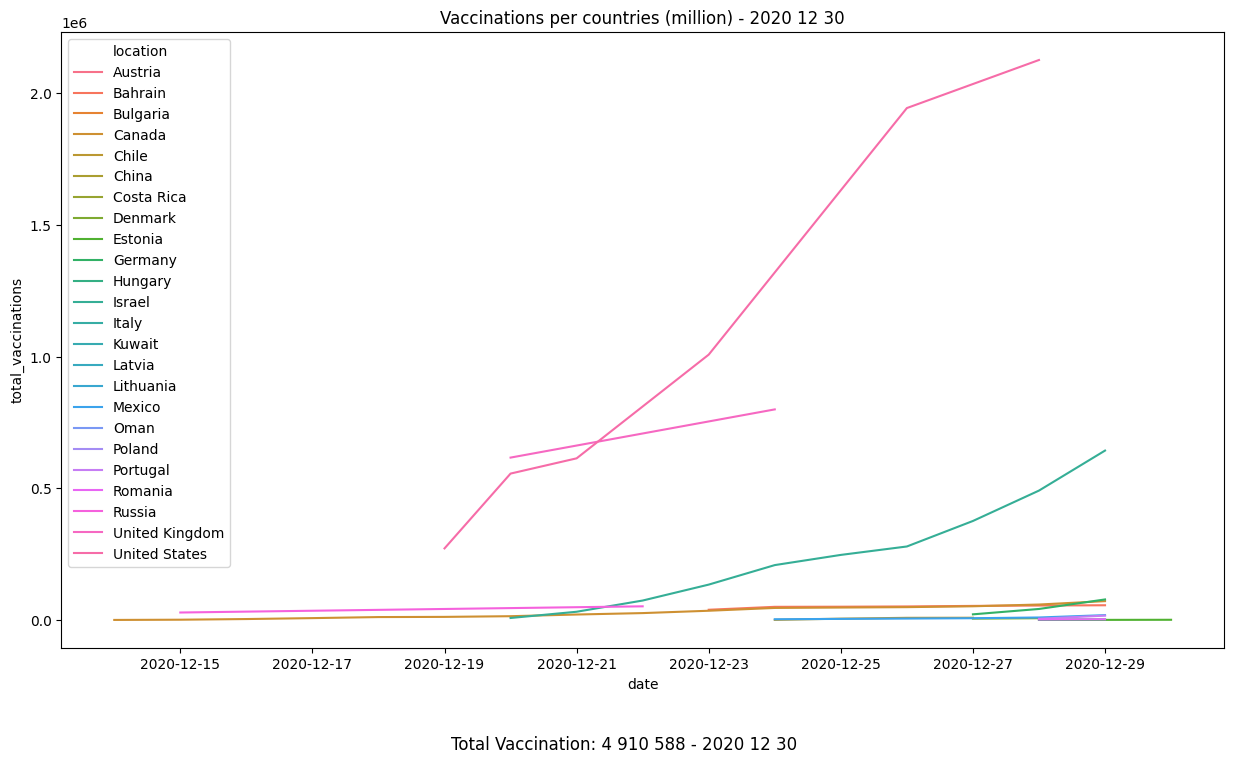 Vaccinations per countries (million) - 2020 12 30
1e6
location
Austria
Bahrain
Bulgaria
Canada
Chile
China
Costa Rica
Denmark
Estonia
Germany
Hungary
Israel
Italy
Kuwait
Latvia
Lithuania
Mexico
Oman
Poland
Portugal
Romania
Russia
United Kingdom
United States
total_vaccinations
2.0
1.5
1.0
0.5
0.0
2020-12-15 2020-12-17 2020-12-19 2020-12-21 2020-12-23 2020-12-25 2020-12-27 2020-12-29
date
Total Vaccination: 4 910 588 - 2020 12 30